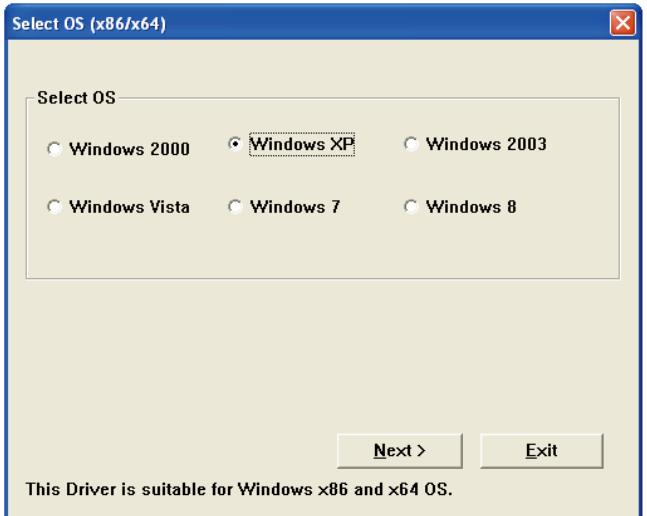 Select OS (x86/x64)
Select OS
Windows 2000 Windows XP Windows 2003
Windows Vista Windows 7 Windows 8
Next > Exit
This Driver is suitable for Windows x86 and x64 OS.